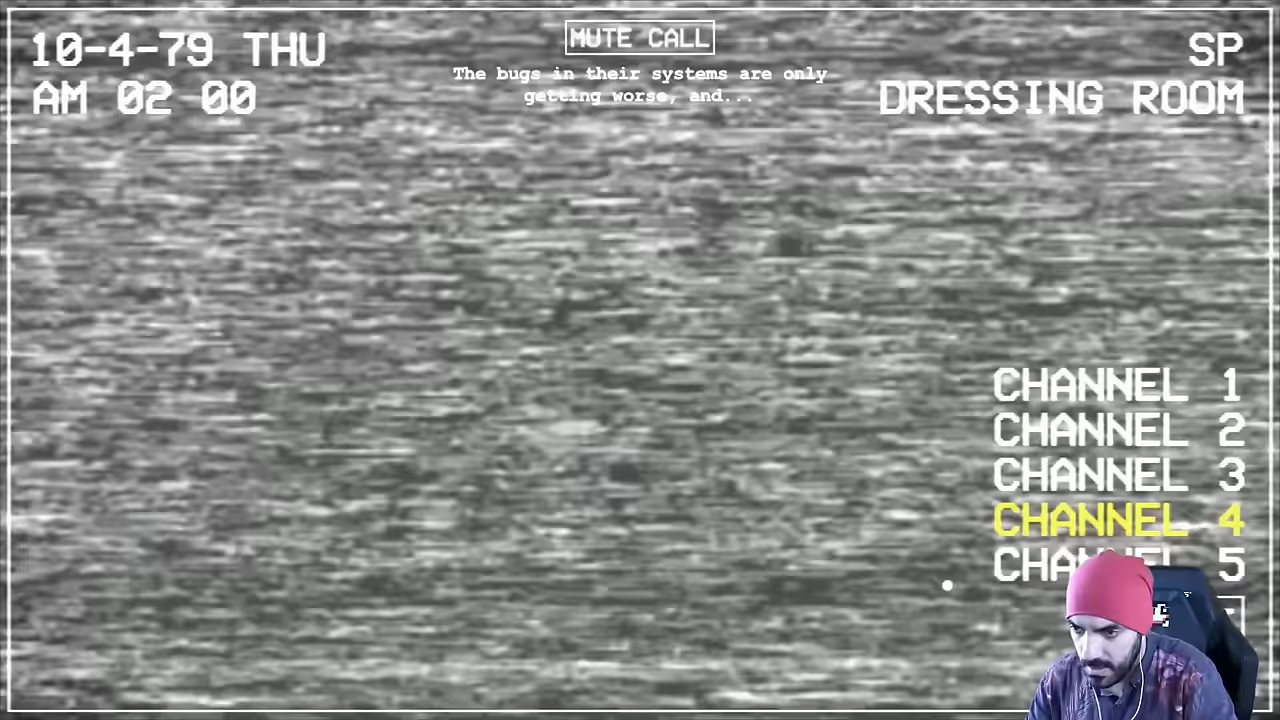 10-4-79 THU
AM 02 00
MUTE CALL
The bugs in their systems are only
getting worse, and...
SP
DRESSING ROOM
CHANNEL 1
CHANNEL 2
CHANNEL 3
CHANNEL 4
CHANNEL 5